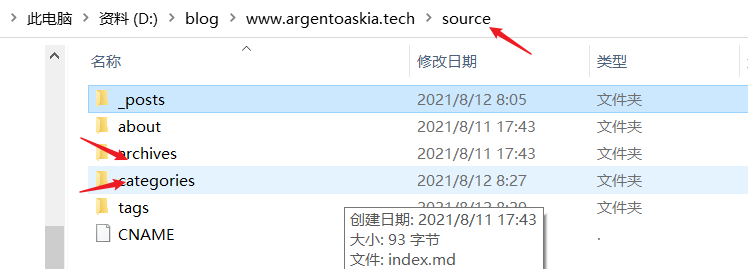 此电脑 > 资料 (D:) > blog > www.argentoaskia.tech > source
名称 修改日期 类型
_posts 2021/8/12 8:05 文件夹
about 2021/8/11 17:43 文件夹
archives 2021/8/11 17:43 文件夹
categories 2021/8/12 8:27 文件夹
tags 2021/8/12 8:29 文件夹
CNAME
创建日期: 2021/8/11 17:43
大小: 93 字节
文件: index.md